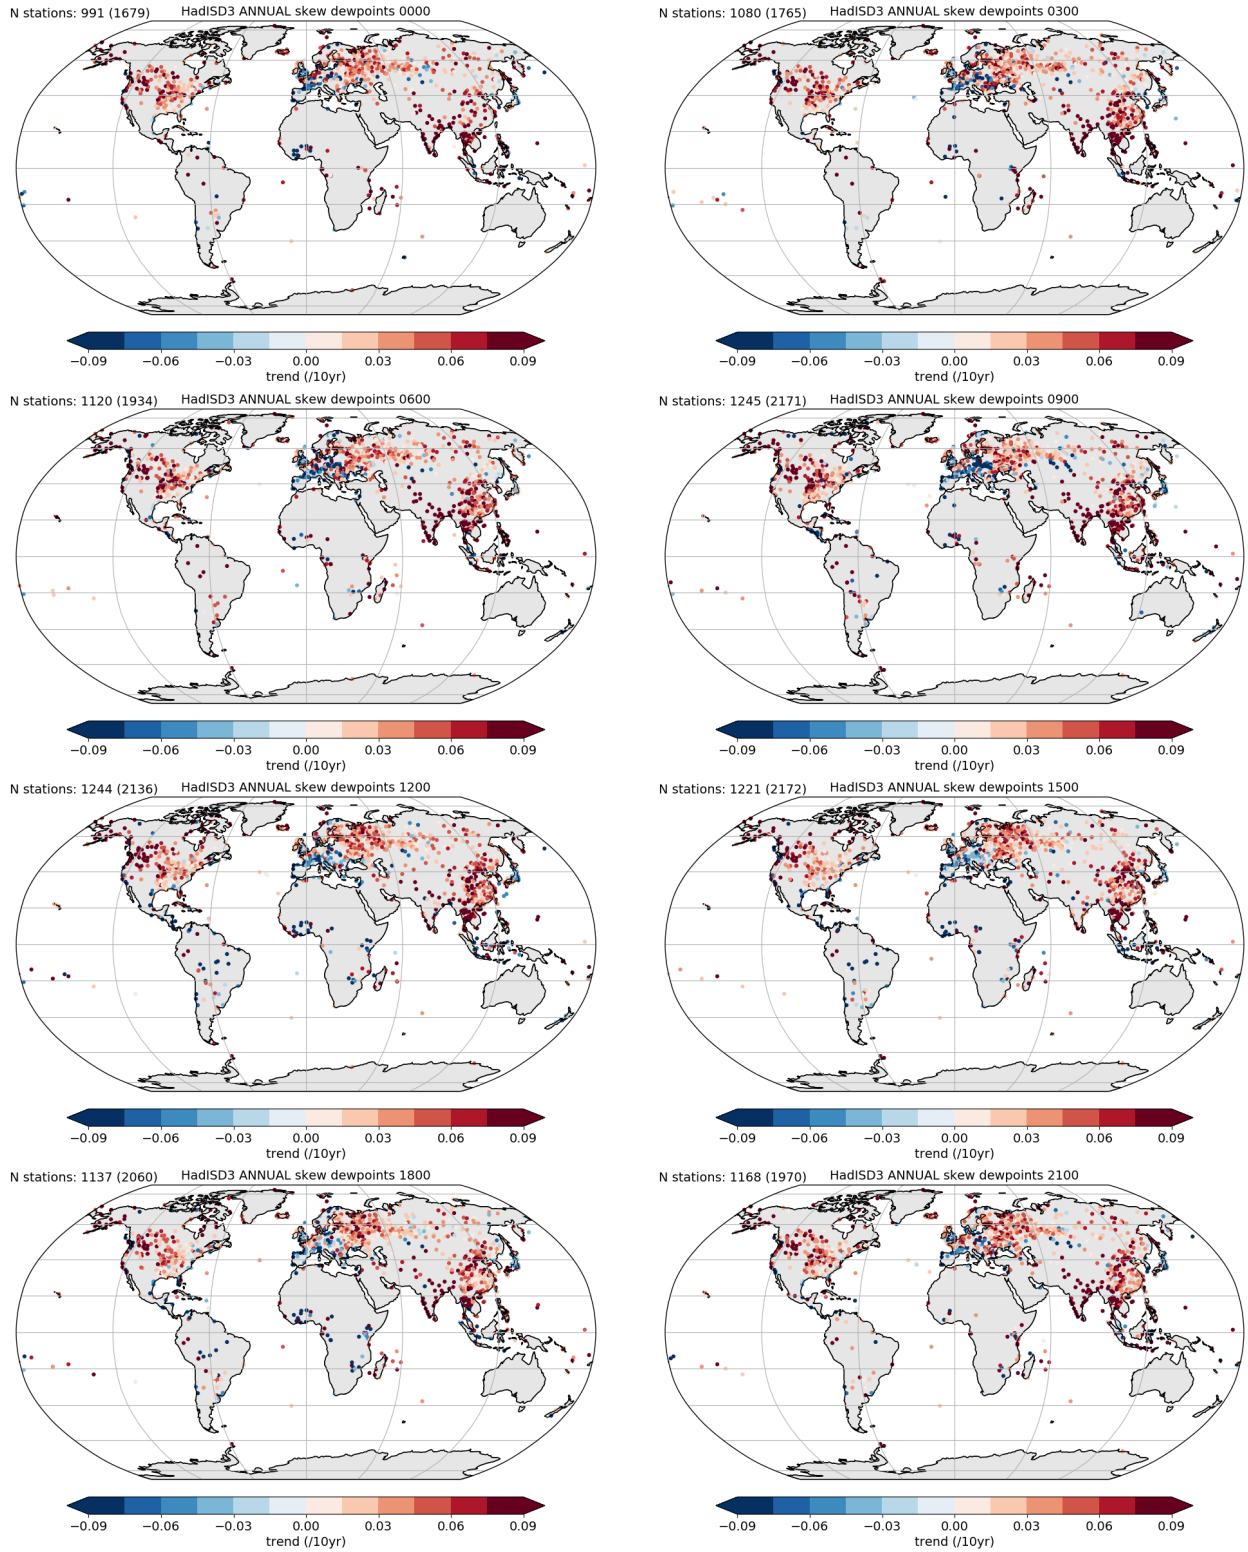 N stations: 991 (1679)
HadISD3 ANNUAL skew dewpoints 0000
−0.09 −0.06 −0.03 0.00 0.03 0.06 0.09
trend (/10yr)
N stations: 1080 (1765)
HadISD3 ANNUAL skew dewpoints 0300
−0.09 −0.06 −0.03 0.00 0.03 0.06 0.09
trend (/10yr)
N stations: 1120 (1934)
HadISD3 ANNUAL skew dewpoints 0600
−0.09 −0.06 −0.03 0.00 0.03 0.06 0.09
trend (/10yr)
N stations: 1245 (2171)
HadISD3 ANNUAL skew dewpoints 0900
−0.09 −0.06 −0.03 0.00 0.03 0.06 0.09
trend (/10yr)
N stations: 1244 (2136)
HadISD3 ANNUAL skew dewpoints 1200
−0.09 −0.06 −0.03 0.00 0.03 0.06 0.09
trend (/10yr)
N stations: 1221 (2172)
HadISD3 ANNUAL skew dewpoints 1500
−0.09 −0.06 −0.03 0.00 0.03 0.06 0.09
trend (/10yr)
N stations: 1137 (2060)
HadISD3 ANNUAL skew dewpoints 1800
−0.09 −0.06 −0.03 0.00 0.03 0.06 0.09
trend (/10yr)
N stations: 1168 (1970)
HadISD3 ANNUAL skew dewpoints 2100
−0.09 −0.06 −0.03 0.00 0.03 0.06 0.09
trend (/10yr)